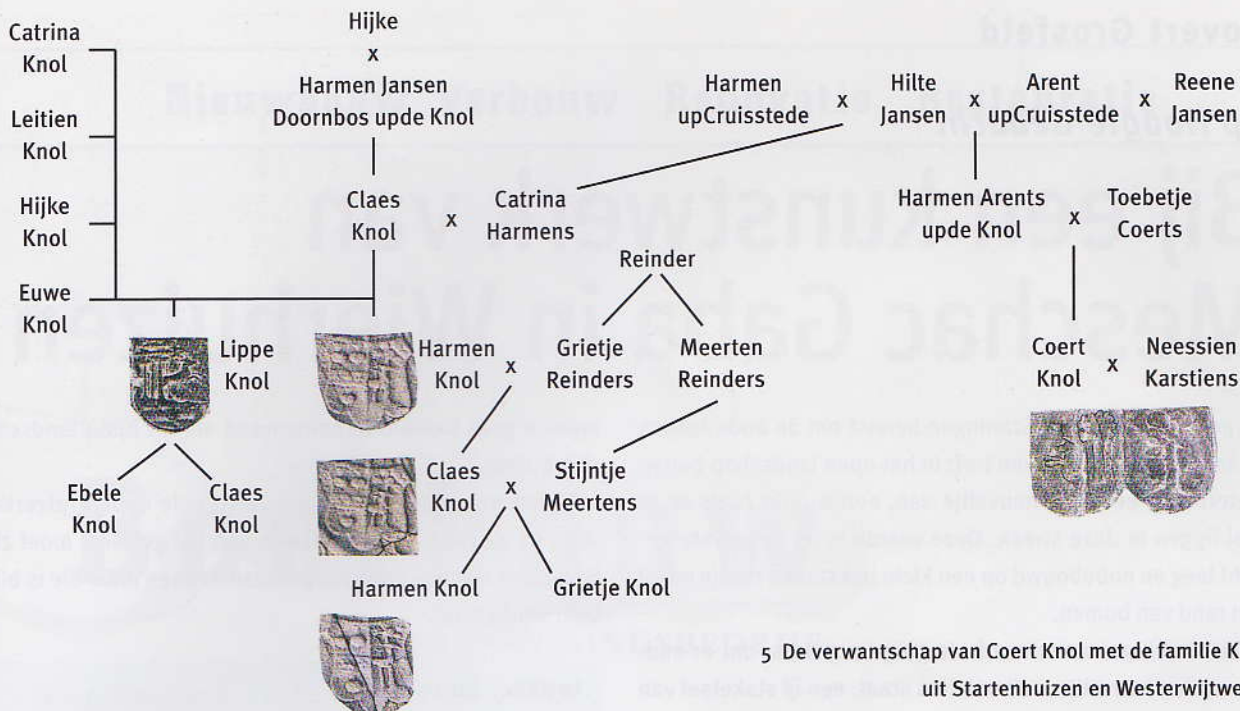 overt Grosfeld
Catrina
Knol
Leitien
Knol
Hijke
Knol
Euwe
Knol
Hijke
x
Harmen Jansen
Doornbos upde Knol
Harmen
upCruisstede
x
Hilte
Jansen
x
Arent
upCruisstede
x
Reene
Jansen
Claes
Knol
x
Catrina
Harmens
Harmen Arents
upde Knol
x
Toebetje
Coerts
Reinder
Lippe
Knol
Harmen
Knol
x
Grietje
Reinders
Meerten
Reinders
Coert
Knol
x
Neessien
Karstiens
Ebele
Knol
Claes
Knol
Claes
Knol
x
Stijntje
Meertens
Harmen Knol
Grietje Knol
5 De verwantschap van Coert Knol met de familie K
uit Startenhuizen en Westerwijtwe